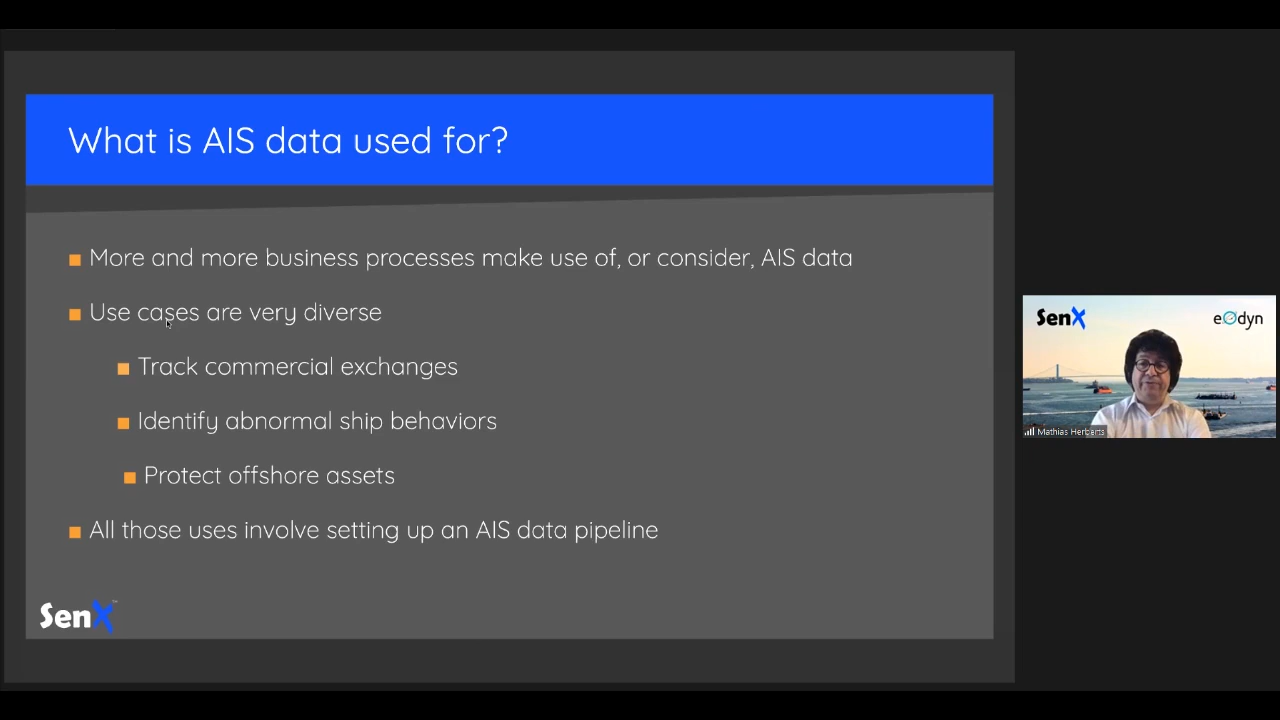 What is AIS data used for?
More and more business processes make use of, or consider, AIS data
Use cases are very diverse
Track commercial exchanges
Identify abnormal ship behaviors
Protect offshore assets
All those uses involve setting up an AIS data pipeline
SenX™
SenX
eOdyn
Mathias Herberts